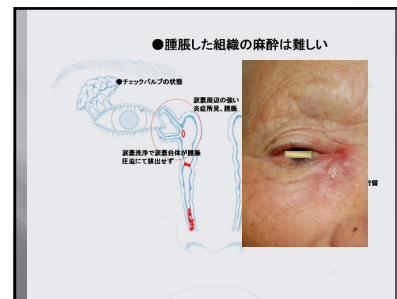 ●腫脹した組織の麻酔は難しい
●チェックバルブの状態
涙嚢周辺の強い
炎症所見、腫脹
涙嚢洗浄で涙嚢自体が腫脹
圧迫にて排出せず
貯留